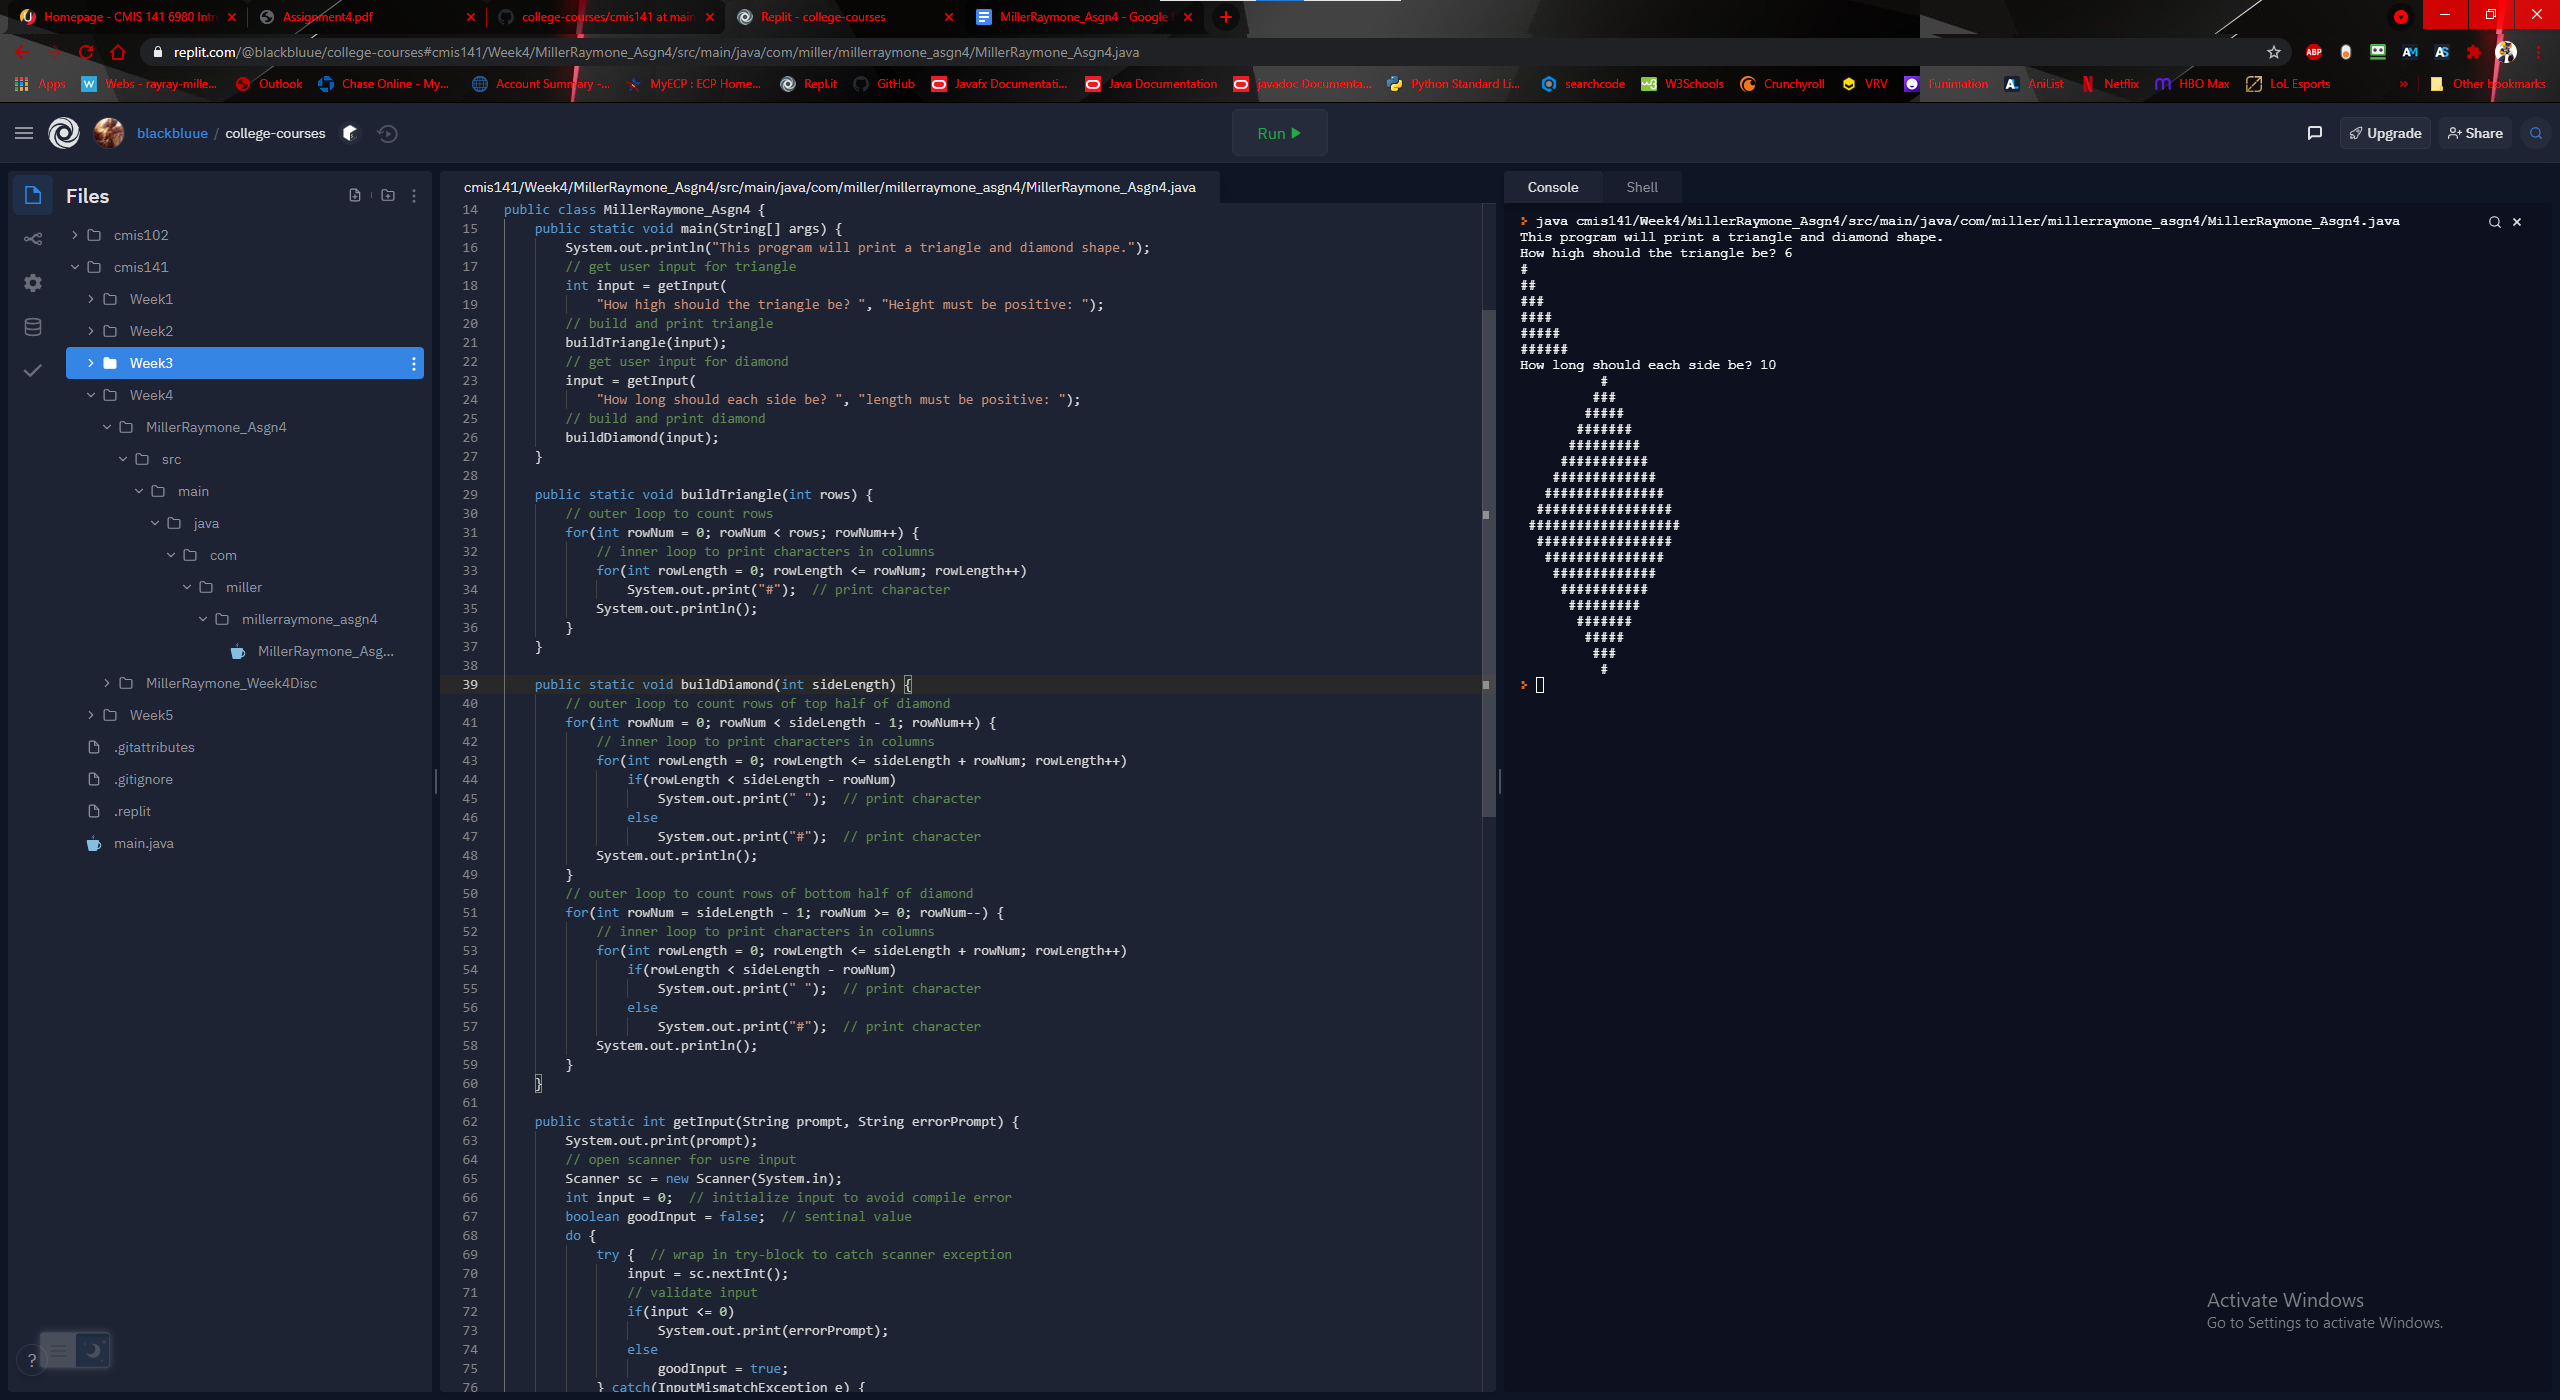 Homepage - CMIS 141 6980 Intr
Assignment4.pdf
college-courses/cmis141 at main
Replit - college-courses
MillerRaymone_Asgn4 - Google
replit.com/@blackbluue/college-courses#cmis141/Week4/MillerRaymone_Asgn4/src/main/java/com/miller/millerraymone_asgn4/MillerRaymone_Asgn4.java
ABP AM AS
Apps Webs - rayray-mille... Outlook Chase Online - My... Account Summary -... MyECP : ECP Home... RepLit GitHub Javafx Documentati... Java Documentation javadoc Documenta... Python Standard Li... searchcode W3Schools Crunchyroll VRV Funimation AniList Netflix HBO Max LoL Esports » Other bookmarks
blackbluue / college-courses
Run
Upgrade
Share
Files
cmis102
cmis141
Week1
Week2
Week3
Week4
MillerRaymone_Asgn4
src
main
java
com
miller
millerraymone_asgn4
MillerRaymone_Asg...
MillerRaymone_Week4Disc
Week5
.gitattributes
.gitignore
.replit
main.java
?
cmis141/Week4/MillerRaymone_Asgn4/src/main/java/com/miller/millerraymone_asgn4/MillerRaymone_Asgn4.java
14 public class MillerRaymone_Asgn4 {
15     public static void main(String[] args) {
16         System.out.println("This program will print a triangle and diamond shape.");
17         // get user input for triangle
18         int input = getInput(
19             "How high should the triangle be? ", "Height must be positive: ");
20         // build and print triangle
21         buildTriangle(input);
22         // get user input for diamond
23         input = getInput(
24             "How long should each side be? ", "length must be positive: ");
25         // build and print diamond
26         buildDiamond(input);
27     }
28
29     public static void buildTriangle(int rows) {
30         // outer loop to count rows
31         for(int rowNum = 0; rowNum < rows; rowNum++) {
32             // inner loop to print characters in columns
33             for(int rowLength = 0; rowLength <= rowNum; rowLength++)
34                 System.out.print("#");  // print character
35             System.out.println();
36         }
37     }
38
39     public static void buildDiamond(int sideLength) {
40         // outer loop to count rows of top half of diamond
41         for(int rowNum = 0; rowNum < sideLength - 1; rowNum++) {
42             // inner loop to print characters in columns
43             for(int rowLength = 0; rowLength <= sideLength + rowNum; rowLength++)
44                 if(rowLength < sideLength - rowNum)
45                     System.out.print(" ");  // print character
46                 else
47                     System.out.print("#");  // print character
48             System.out.println();
49         }
50         // outer loop to count rows of bottom half of diamond
51         for(int rowNum = sideLength - 1; rowNum >= 0; rowNum--) {
52             // inner loop to print characters in columns
53             for(int rowLength = 0; rowLength <= sideLength + rowNum; rowLength++)
54                 if(rowLength < sideLength - rowNum)
55                     System.out.print(" ");  // print character
56                 else
57                     System.out.print("#");  // print character
58             System.out.println();
59         }
60     }
61
62     public static int getInput(String prompt, String errorPrompt) {
63         System.out.print(prompt);
64         // open scanner for usre input
65         Scanner sc = new Scanner(System.in);
66         int input = 0;  // initialize input to avoid compile error
67         boolean goodInput = false;  // sentinal value
68         do {
69             try {  // wrap in try-block to catch scanner exception
70                 input = sc.nextInt();
71                 // validate input
72                 if(input <= 0)
73                     System.out.print(errorPrompt);
74                 else
75                     goodInput = true;
76             } catch(InputMismatchException e) {
Console Shell
> java cmis141/Week4/MillerRaymone_Asgn4/src/main/java/com/miller/millerraymone_asgn4/MillerRaymone_Asgn4.java
This program will print a triangle and diamond shape.
How high should the triangle be? 6
#
##
###
####
#####
######
How long should each side be? 10
          #
         ###
        #####
       #######
      #########
     ###########
    #############
   ###############
  #################
 ###################
  #################
   ###############
    #############
     ###########
      #########
       #######
        #####
         ###
          #
>
Activate Windows
Go to Settings to activate Windows.